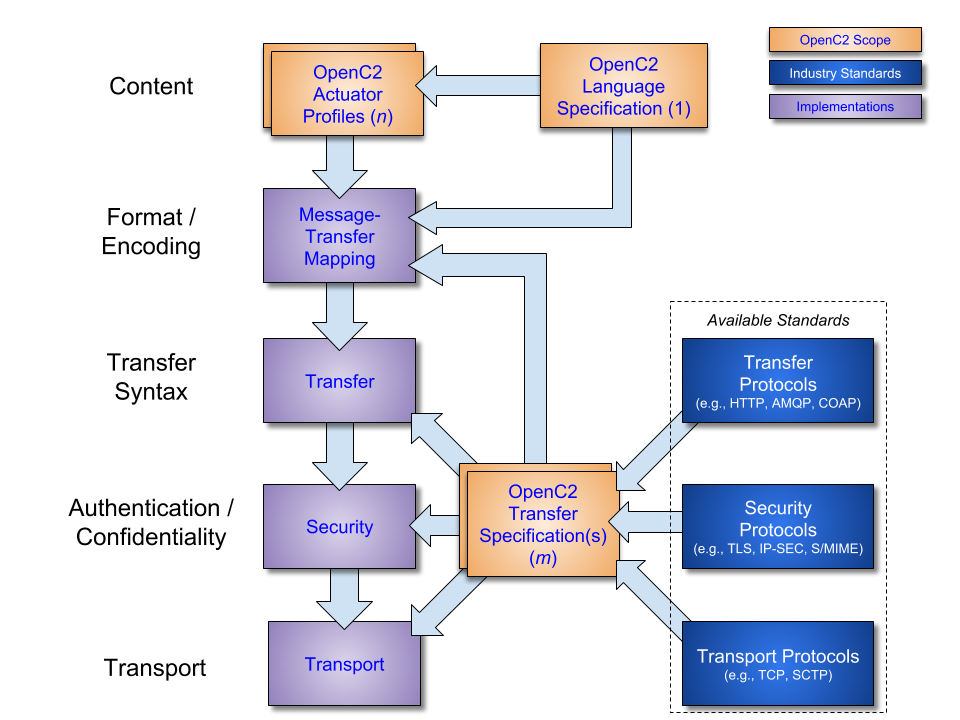 OpenC2 Scope
Industry Standards
Implementations
Content
OpenC2
Actuator
Profiles (n)
OpenC2
Language
Specification (1)
Format /
Encoding
Message-
Transfer
Mapping
Available Standards
Transfer
Syntax
Transfer
Transfer
Protocols
(e.g., HTTP, AMQP, COAP)
Authentication /
Confidentiality
Security
OpenC2
Transfer
Specification(s)
(m)
Security
Protocols
(e.g., TLS, IP-SEC, S/MIME)
Transport
Transport
Transport Protocols
(e.g., TCP, SCTP)